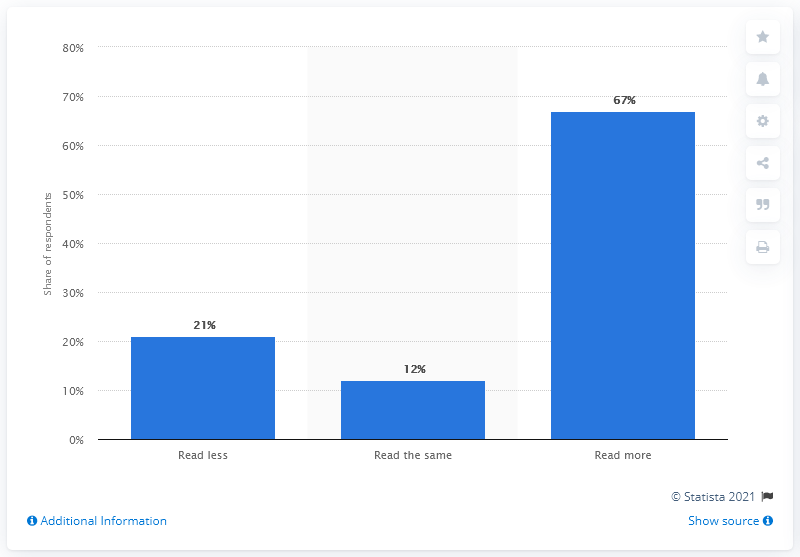 80%
70%
60%
50%
40%
30%
20%
10%
0%
Share of respondents
21%
12%
67%
Read less
Read the same
Read more
© Statista 2021
Additional Information
Show source